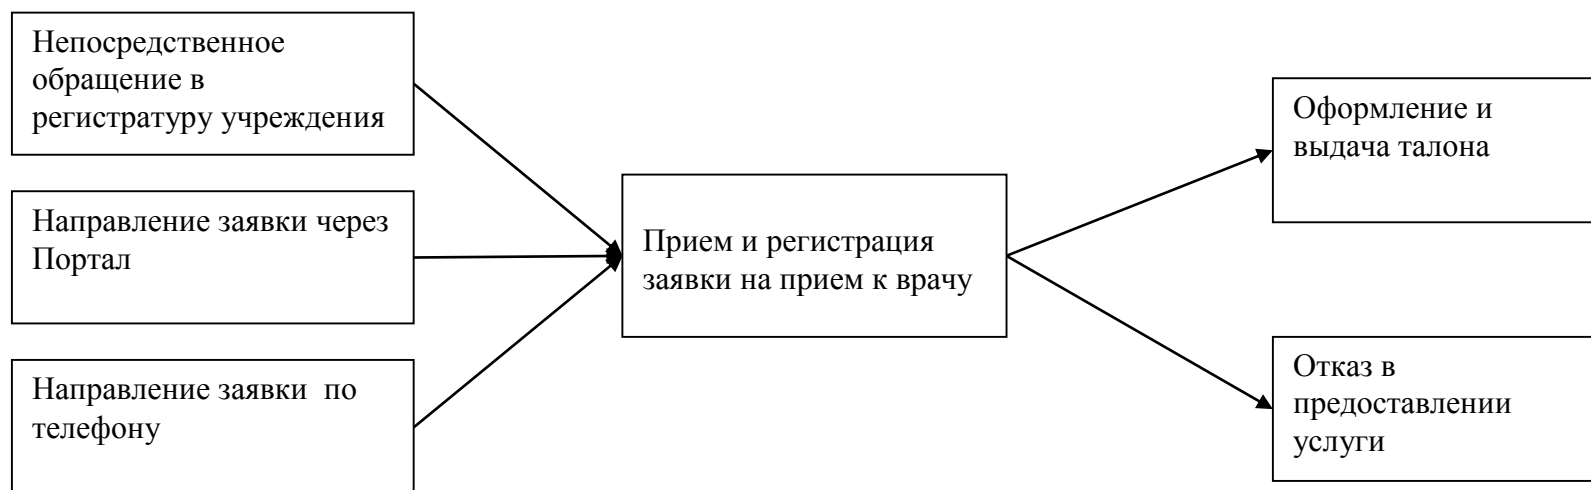 Непосредственное
обращение в
регистратуру учреждения
Направление заявки через
Портал
Направление заявки  по
телефону
Прием и регистрация
заявки на прием к врачу
Оформление и
выдача талона
Отказ в
предоставлении
услуги